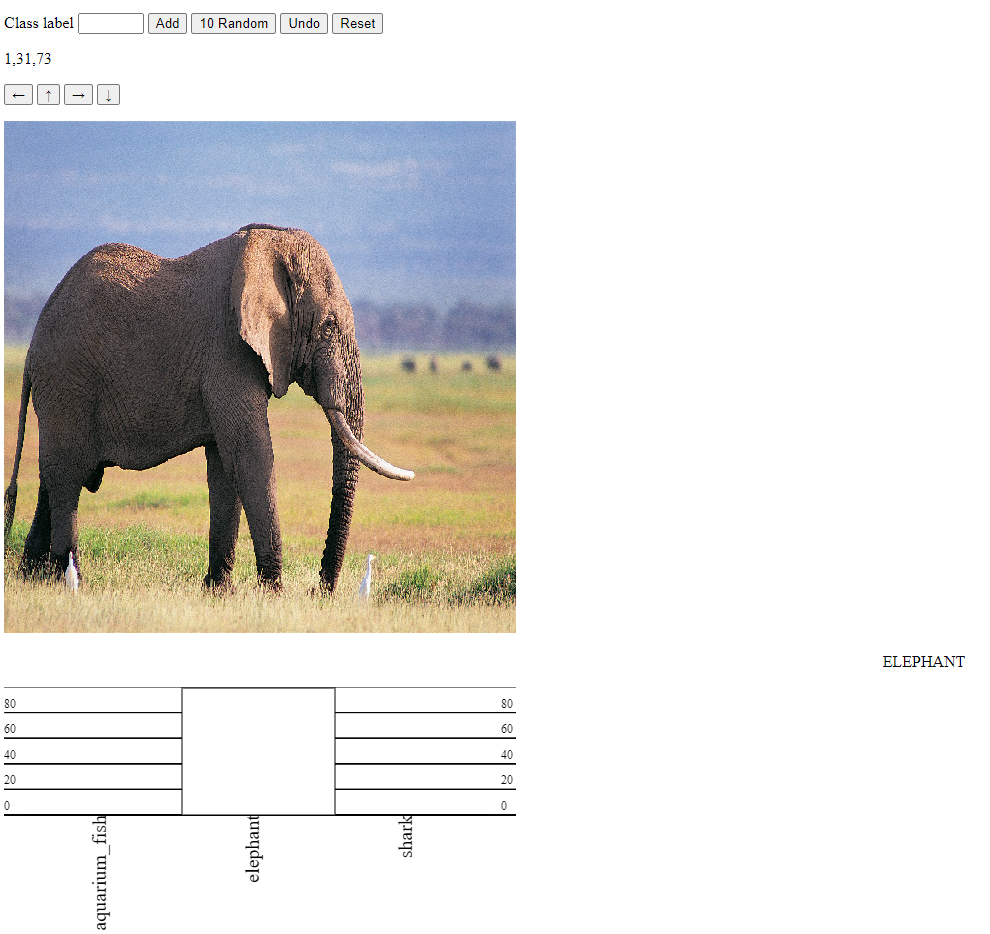 Class label Add 10 Random Undo Reset
1,31,73
← ↑ → ↓
ELEPHANT
80 80
60 60
40 40
20 20
0 0
aquarium_fish elephant shark